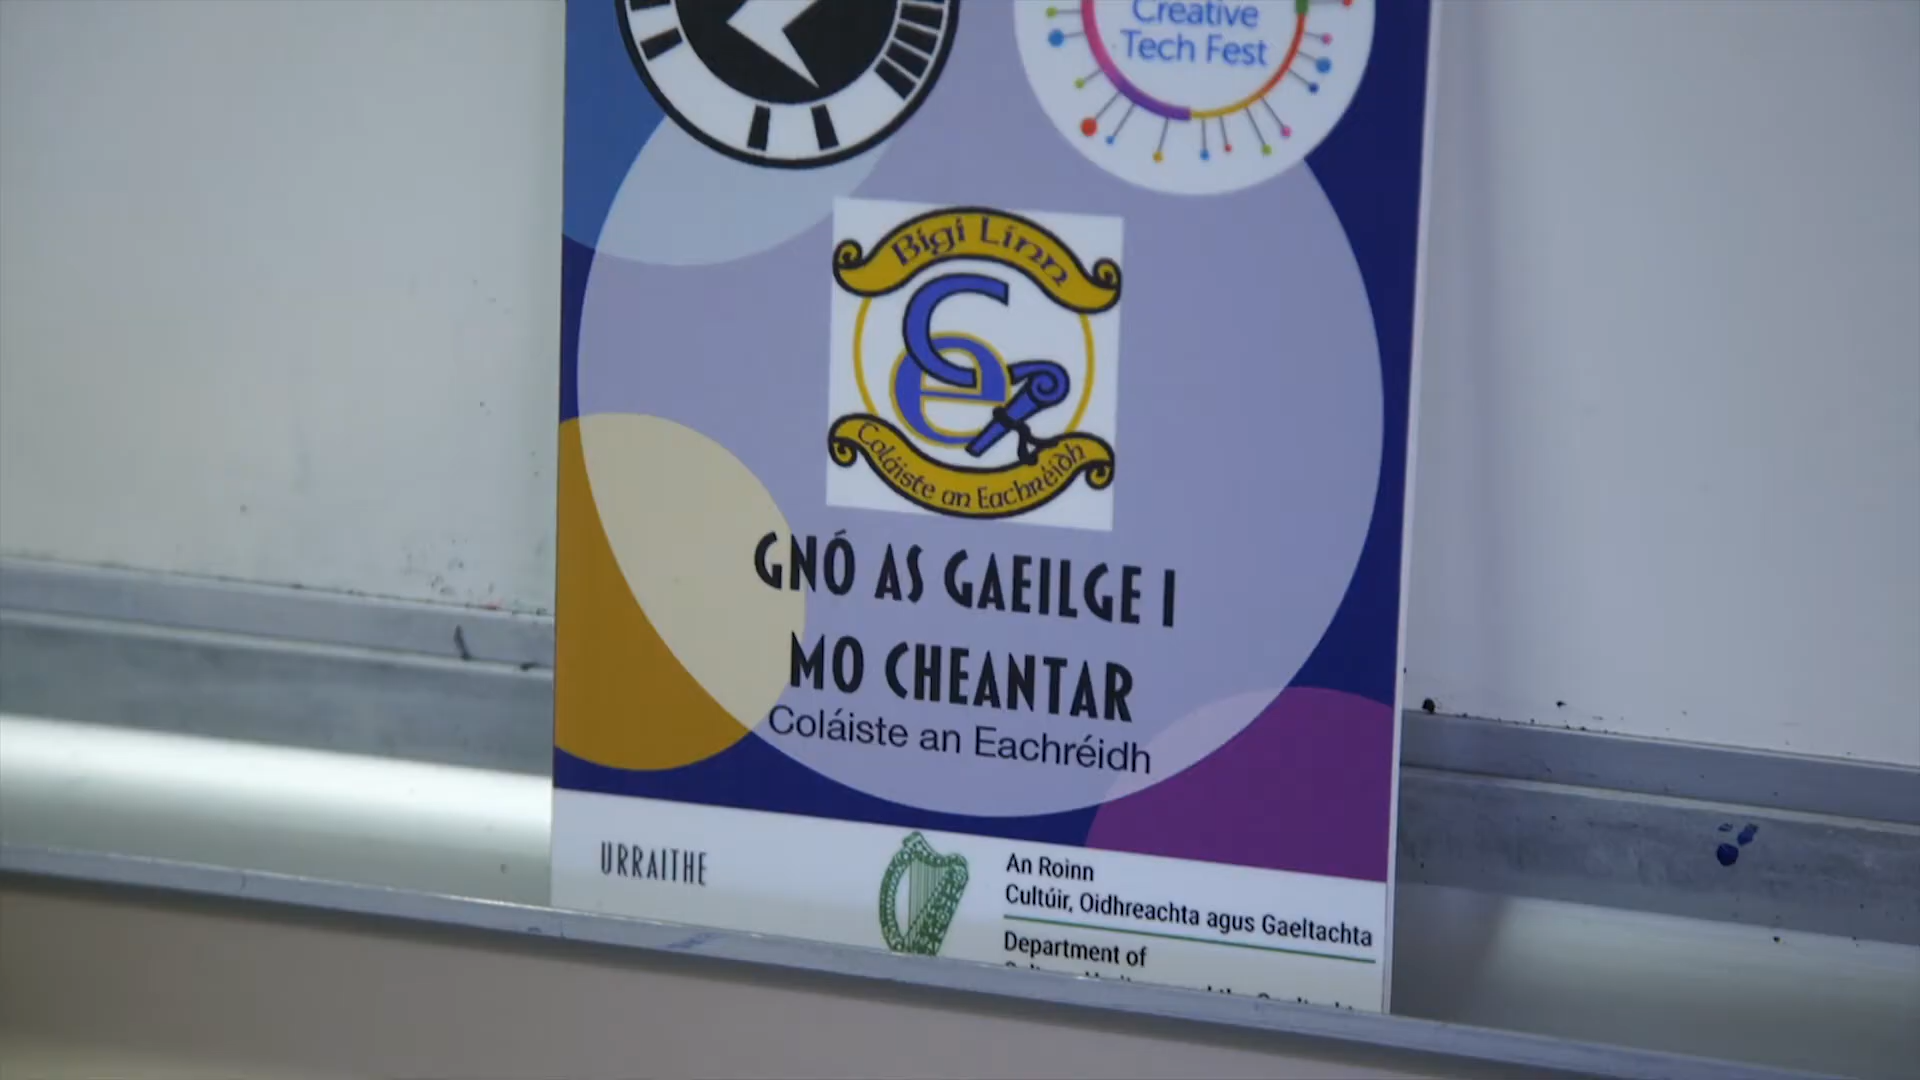 Creative
Tech Fest
Bígí Línn
Coláiste an Eachréidh
GNÓ AS GAEILGE I
MO CHEANTAR
Coláiste an Eachréidh
URRAITHE
An Roinn
Cultúir, Oidhreachta agus Gaeltachta
Department of